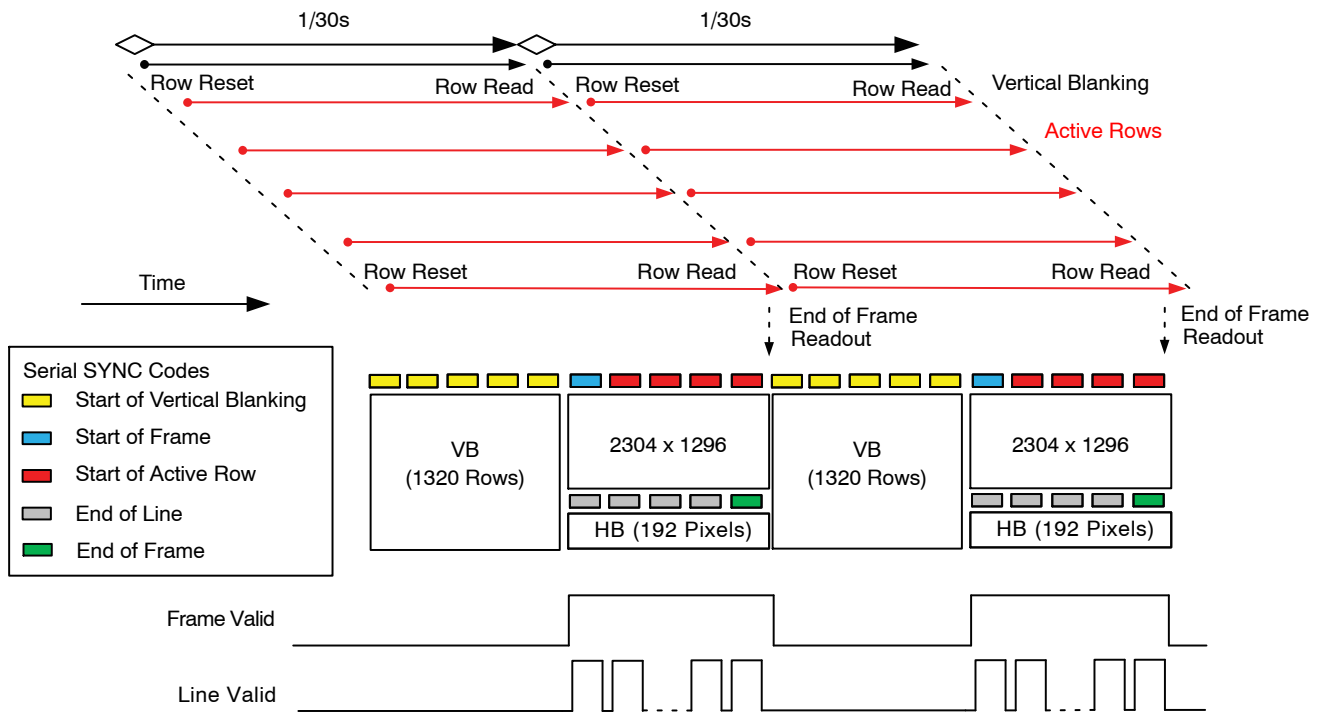 1/30s 1/30s
Row Reset Row Read Row Reset Row Read Vertical Blanking
Active Rows
Row Reset Row Read Row Reset Row Read
Time
End of Frame
Readout
End of Frame
Readout
Serial SYNC Codes
Start of Vertical Blanking
Start of Frame
Start of Active Row
End of Line
End of Frame
VB
(1320 Rows)
2304 x 1296
HB (192 Pixels)
VB
(1320 Rows)
2304 x 1296
HB (192 Pixels)
Frame Valid
Line Valid